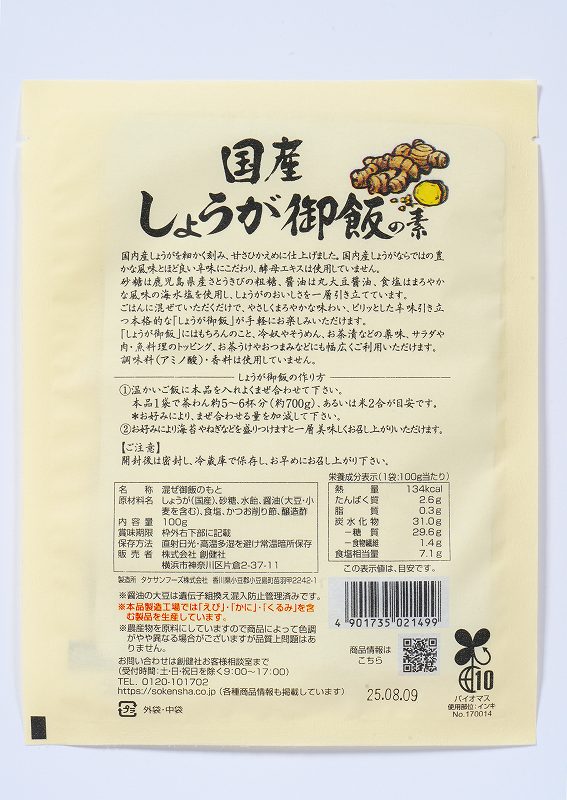 国産
しょうが御飯の素
国内産しょうがを細かく刻み、甘さひかえめに仕上げました。国内産しょうがならではの豊
かな風味とほど良い辛味にこだわり、酵母エキスは使用していません。
砂糖は鹿児島県産さとうきびの粗糖、醤油は丸大豆醤油、食塩はまろやか
な風味の海水塩を使用し、しょうがのおいしさを一層引き立てています。
ごはんに混ぜていただくだけで、やさしくまろやかな味わい、ピリッとした辛味引き立
つ本格的な「しょうが御飯」が手軽にお楽しみいただけます。
「しょうが御飯」にはもちろんのこと、冷奴やそうめん、お茶漬などの薬味、サラダや
肉・魚料理のトッピング、お茶うけやおつまみなどにも幅広くご利用いただけます。
調味料(アミノ酸)・香料は使用していません。
しょうが御飯の作り方
①温かいご飯に本品を入れよくまぜ合わせて下さい。
本品1袋で茶わん約5~6杯分(約700g)、あるいは米2合が目安です。
*お好みにより、まぜ合わせる量を加減して下さい。
②お好みにより海苔やねぎなどを盛りつけますと一層美味しくお召し上がりいただけます。
【ご注意】
開封後は密封し、冷蔵庫で保存し、お早めにお召し上がり下さい。
名称 混ぜ御飯のもと
原材料名 しょうが(国産)、砂糖、水飴、醤油(大豆・小
麦を含む)、食塩、かつお削り節、醸造酢
内容量 100g
賞味期限 枠外右下部に記載
保存方法 直射日光・高温多湿を避け常温暗所保存
販売者 株式会社 創健社
横浜市神奈川区片倉2-37-11
製造所 タケサンフーズ株式会社 香川県小豆郡小豆島町苗羽甲2242-1
栄養成分表示(1袋:100g当たり)
熱量 134kcal
たんぱく質 2.6g
脂質 0.3g
炭水化物 31.0g
-糖質 29.6g
-食物繊維 1.4g
食塩相当量 7.1g
この表示値は、目安です。
※醤油の大豆は遺伝子組換え混入防止管理済みです。
※本品製造工場では「えび」・「かに」・「くるみ」を含
む製品を生産しています。
※農産物を原料にしていますので商品によって色調
がやや異なる場合がございますが品質上問題はあ
りません。
お問い合わせは創健社お客様相談室まで
(受付時間:土・日・祝日を除く9:00~17:00)
TEL. 0120-101702
https://sokensha.co.jp(各種商品情報も掲載しています)
プラ 外袋・中袋
4901735021499
商品情報は
こちら
25.08.09
10
バイオマス
使用部位:インキ
No.170014